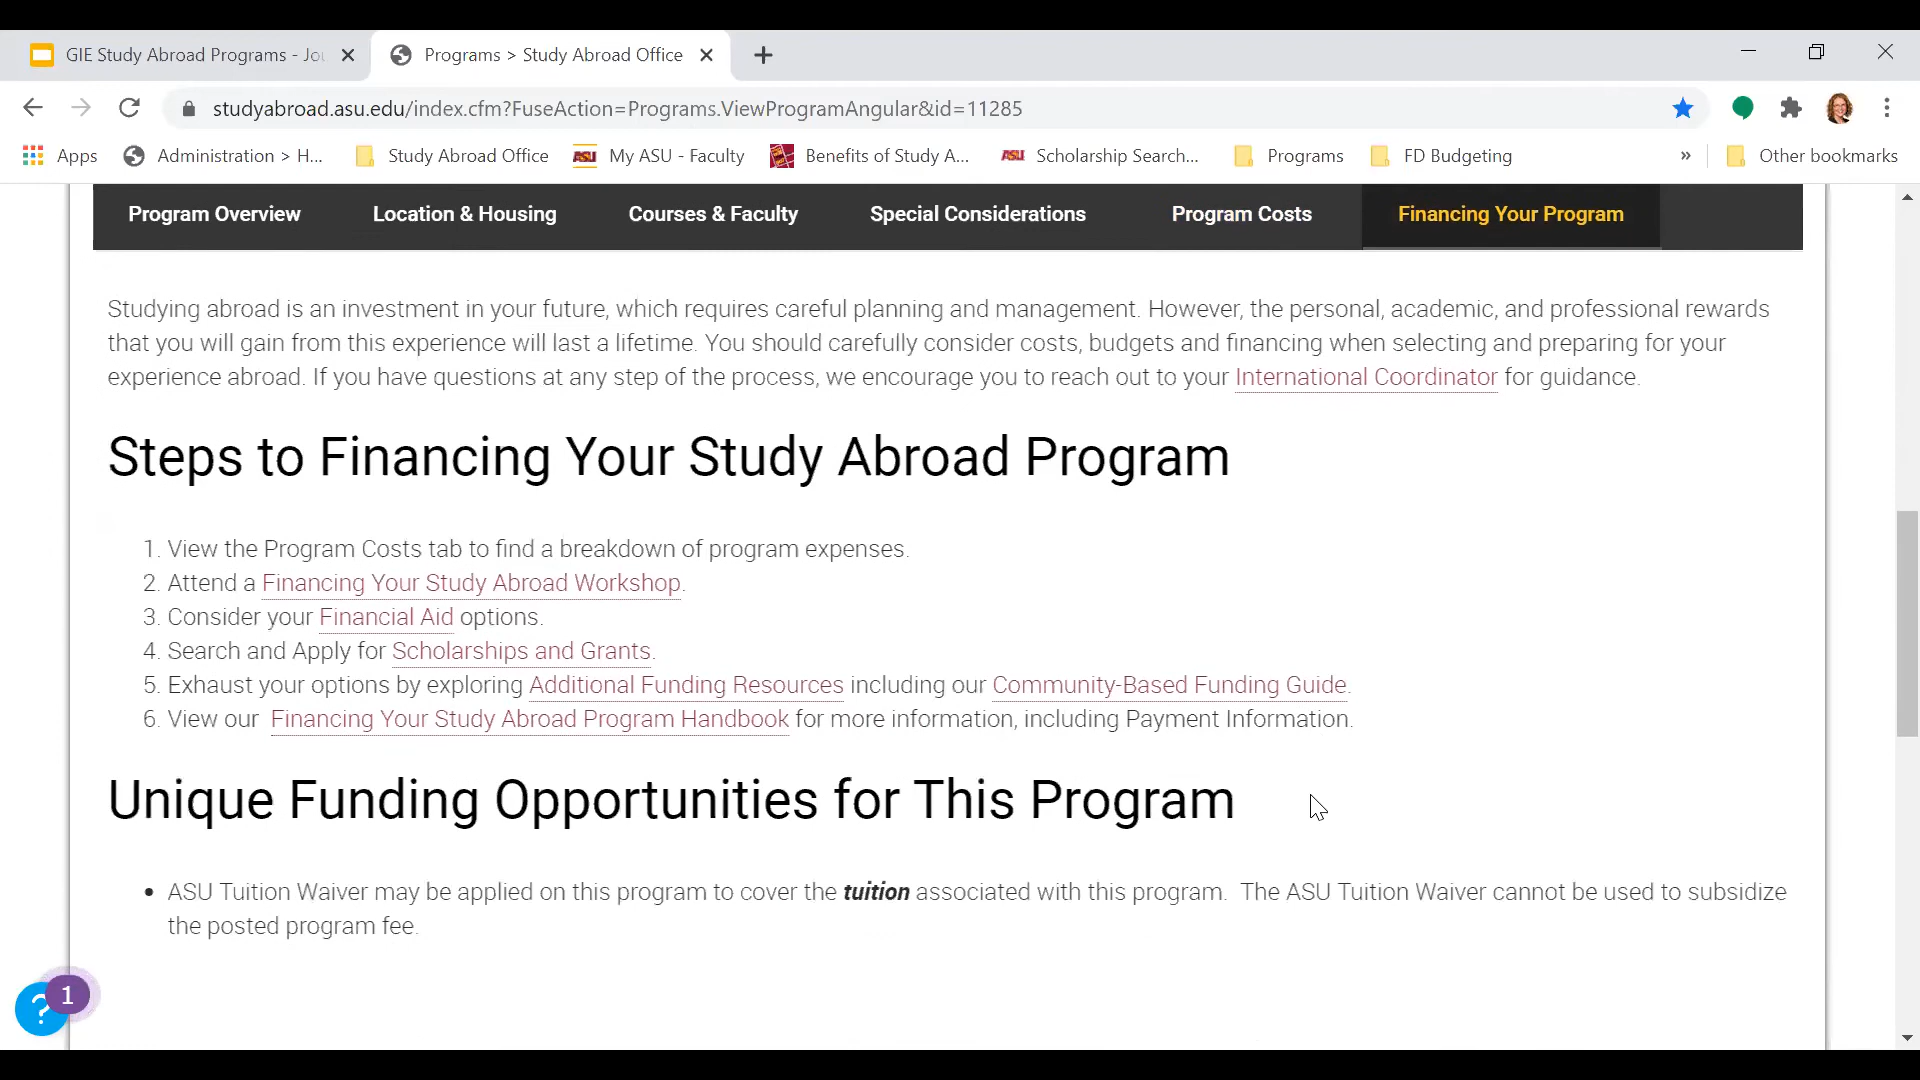 GIE Study Abroad Programs - Jou
Programs > Study Abroad Office
studyabroad.asu.edu/index.cfm?FuseAction=Programs.ViewProgramAngular&id=11285
Apps
Administration > H...
Study Abroad Office
My ASU - Faculty
Benefits of Study A...
Scholarship Search...
Programs
FD Budgeting
»
Other bookmarks
Program Overview
Location & Housing
Courses & Faculty
Special Considerations
Program Costs
Financing Your Program
Studying abroad is an investment in your future, which requires careful planning and management. However, the personal, academic, and professional rewards
that you will gain from this experience will last a lifetime. You should carefully consider costs, budgets and financing when selecting and preparing for your
experience abroad. If you have questions at any step of the process, we encourage you to reach out to your International Coordinator for guidance.
Steps to Financing Your Study Abroad Program
1. View the Program Costs tab to find a breakdown of program expenses.
2. Attend a Financing Your Study Abroad Workshop.
3. Consider your Financial Aid options.
4. Search and Apply for Scholarships and Grants.
5. Exhaust your options by exploring Additional Funding Resources including our Community-Based Funding Guide.
6. View our Financing Your Study Abroad Program Handbook for more information, including Payment Information.
Unique Funding Opportunities for This Program
• ASU Tuition Waiver may be applied on this program to cover the tuition associated with this program. The ASU Tuition Waiver cannot be used to subsidize
the posted program fee.
?
1